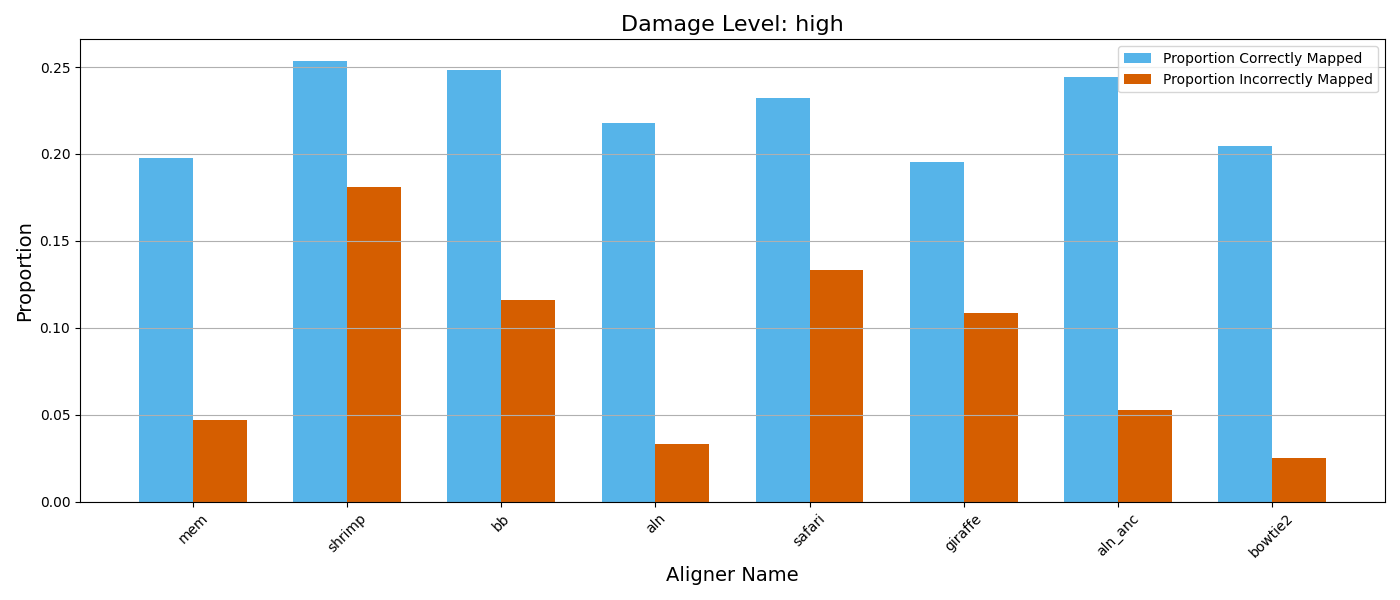 Damage Level: high
Proportion Correctly Mapped
Proportion Incorrectly Mapped
Proportion
0.25
0.20
0.15
0.10
0.05
0.00
mem
shrimp
bb
aln
safari
giraffe
aln_anc
bowtie2
Aligner Name